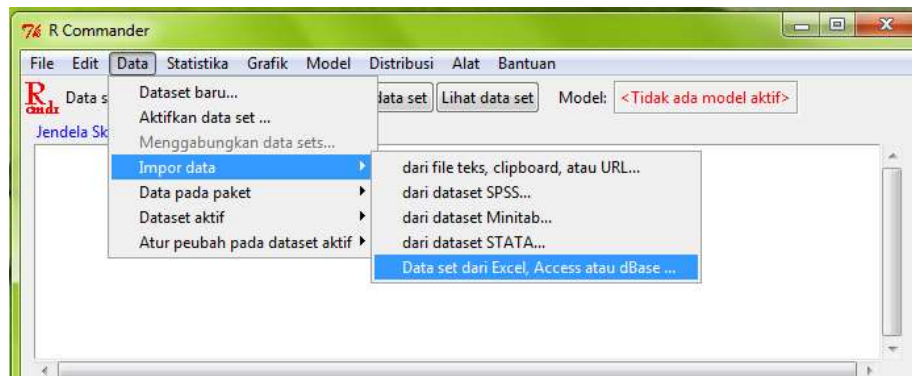 R Commander
File Edit Data Statistika Grafik Model Distribusi Alat Bantuan
R cmdr Data s data set Lihat data set Model: <Tidak ada model aktif>
Jendela Sk
Dataset baru...
Aktifkan data set ...
Menggabungkan data sets...
Impor data
Data pada paket
Dataset aktif
Atur peubah pada dataset aktif
dari file teks, clipboard, atau URL...
dari dataset SPSS...
dari dataset Minitab...
dari dataset STATA...
Data set dari Excel, Access atau dBase ...